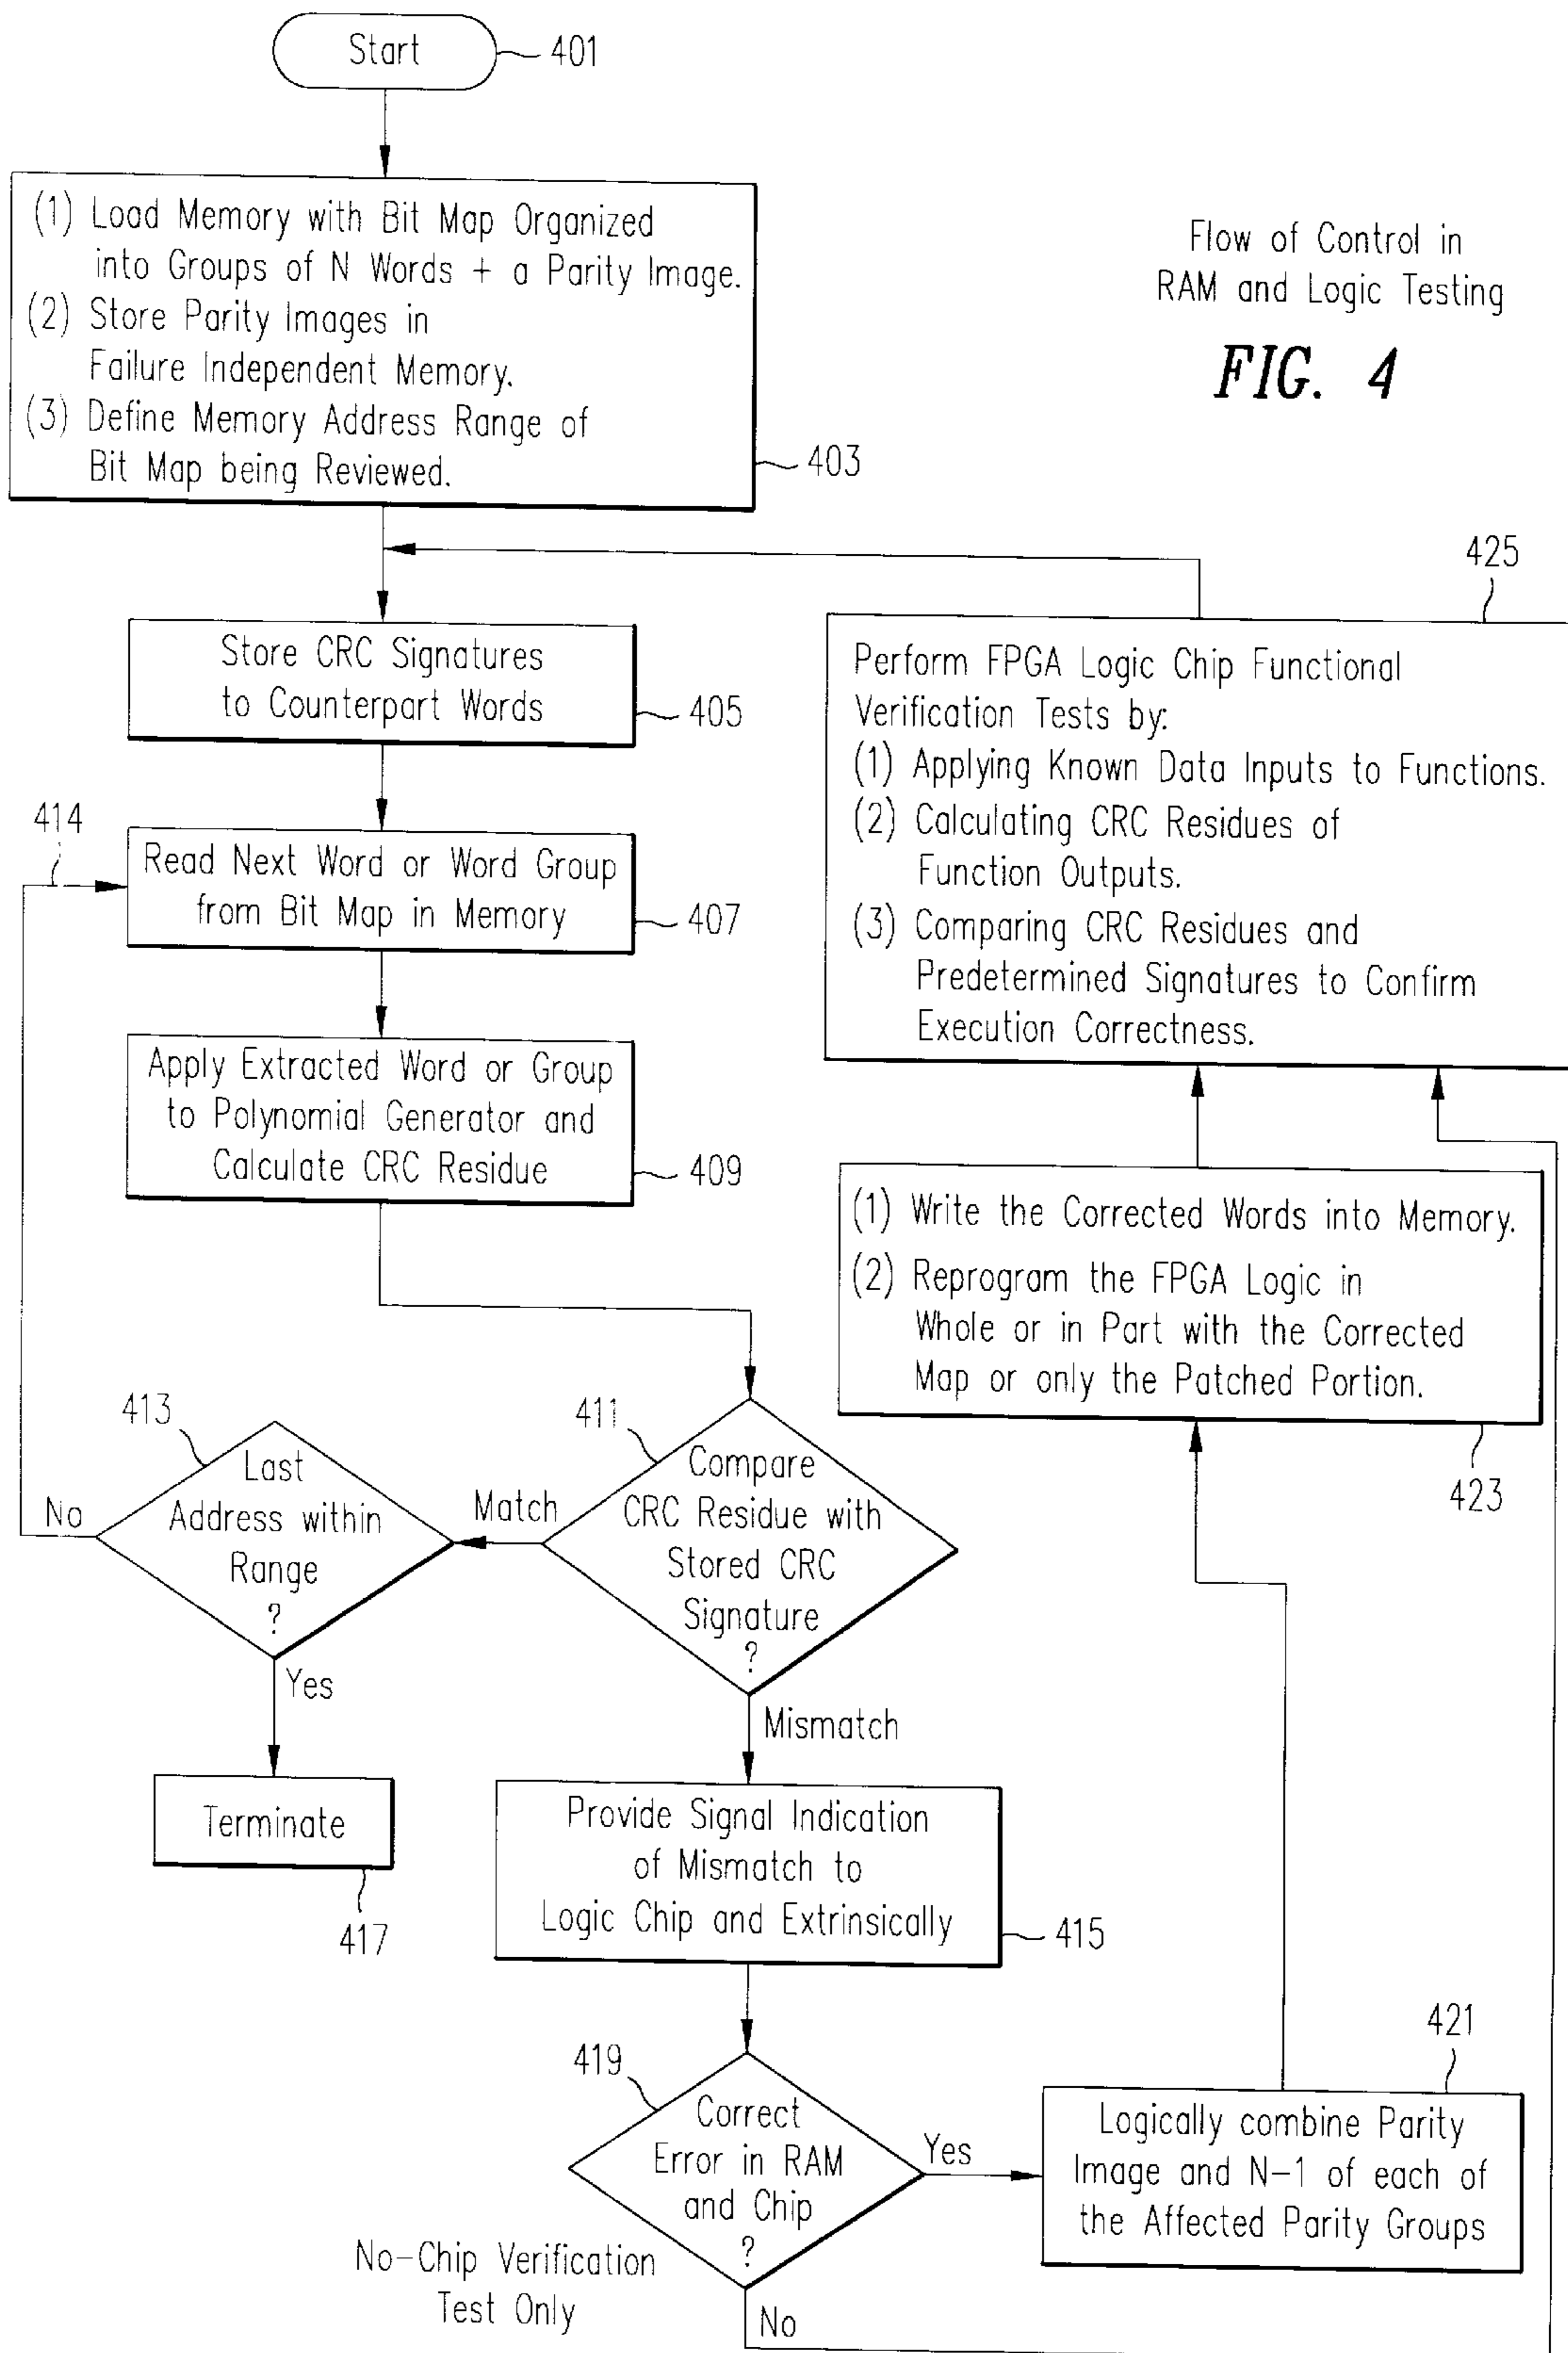 Start
401
(1) Load Memory with Bit Map Organized
into Groups of N Words + a Parity Image.
(2) Store Parity Images in
Failure Independent Memory.
(3) Define Memory Address Range of
Bit Map being Reviewed.
403
Flow of Control in
RAM and Logic Testing
FIG. 4
Store CRC Signatures
to Counterpart Words
405
414
Read Next Word or Word Group
from Bit Map in Memory
407
Apply Extracted Word or Group
to Polynomial Generator and
Calculate CRC Residue
409
425
Perform FPGA Logic Chip Functional
Verification Tests by:
(1) Applying Known Data Inputs to Functions.
(2) Calculating CRC Residues of
Function Outputs.
(3) Comparing CRC Residues and
Predetermined Signatures to Confirm
Execution Correctness.
(1) Write the Corrected Words into Memory.
(2) Reprogram the FPGA Logic in
Whole or in Part with the Corrected
Map or only the Patched Portion.
423
413
Last
Address within
Range
?
No
Yes
Match
411
Compare
CRC Residue with
Stored CRC
Signature
?
Mismatch
Terminate
417
Provide Signal Indication
of Mismatch to
Logic Chip and Extrinsically
415
419
Correct
Error in RAM
and Chip
?
Yes
No-Chip Verification
Test Only
No
421
Logically combine Parity
Image and N-1 of each of
the Affected Parity Groups